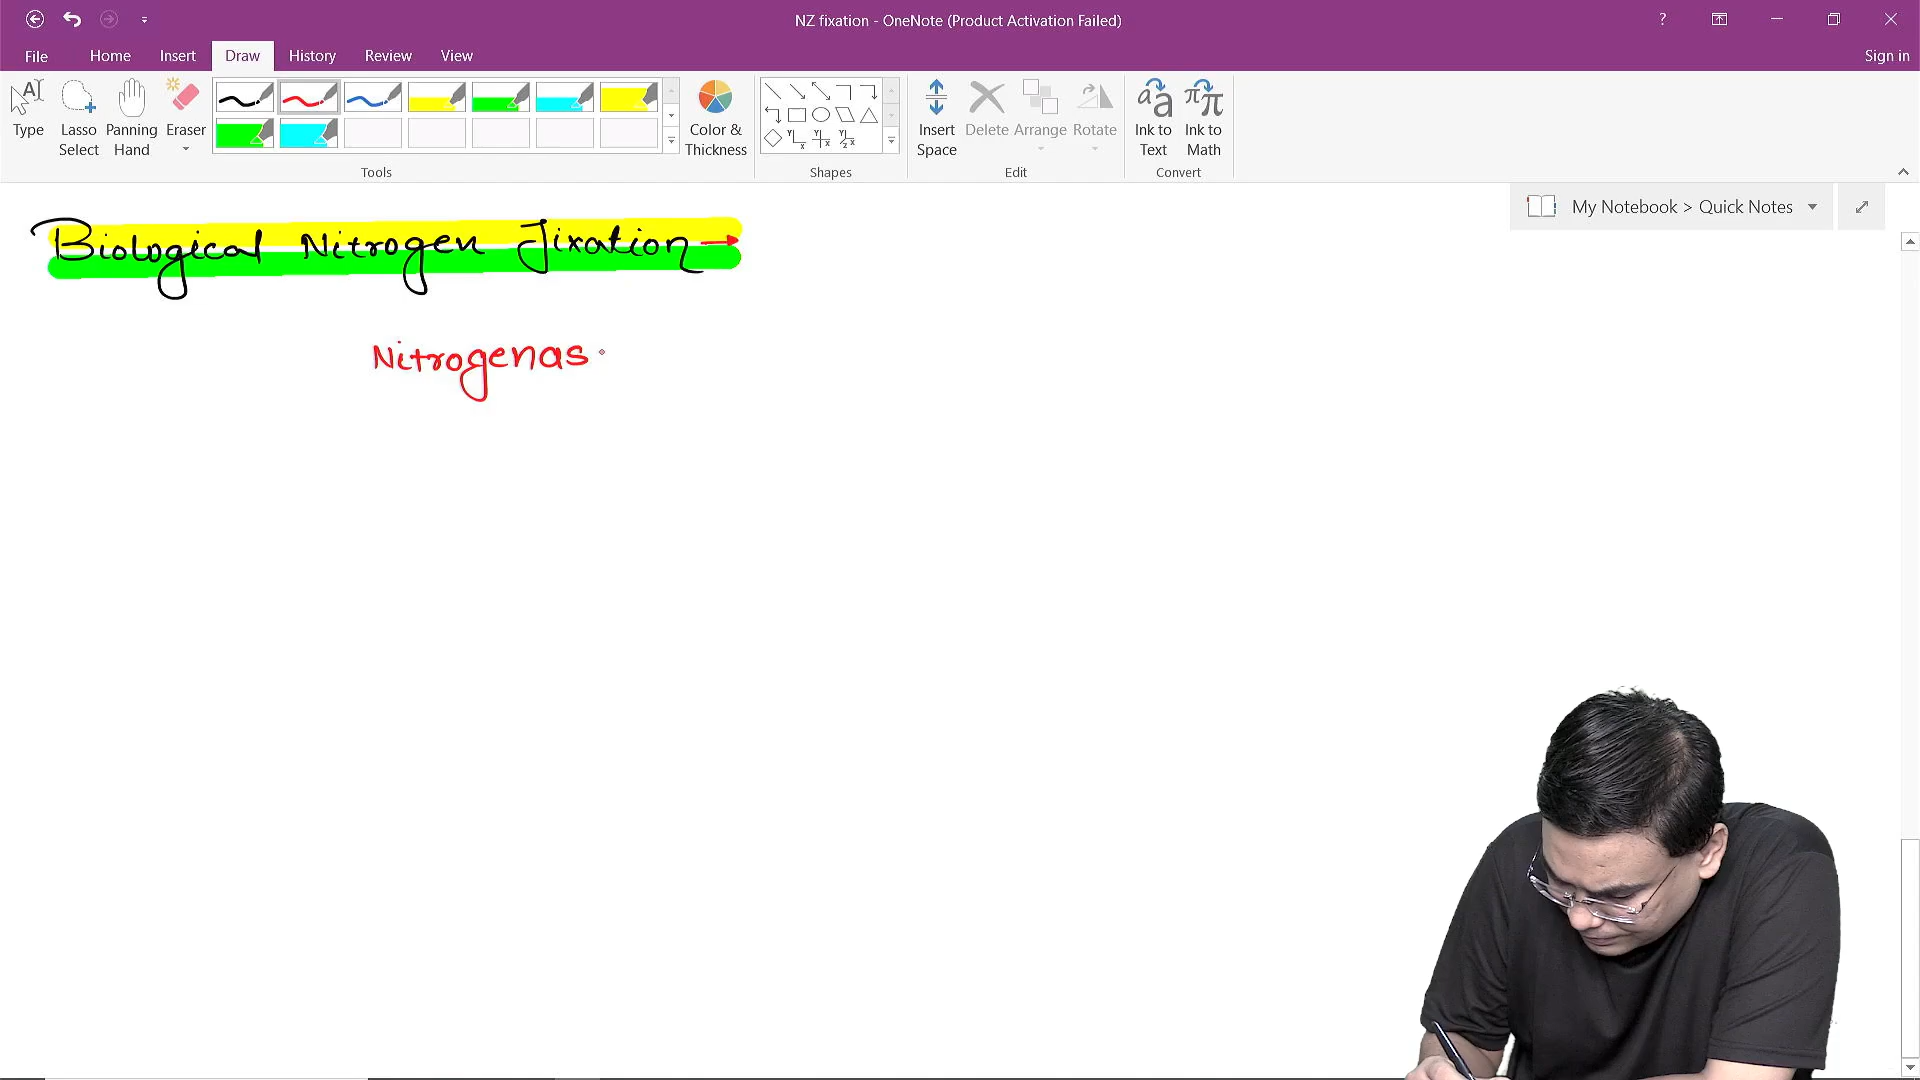 NZ fixation - OneNote (Product Activation Failed)
?
File Home Insert Draw History Review View
Sign in
Type
Lasso Select
Panning Hand
Eraser
Color & Thickness
Insert Space
Delete
Arrange
Rotate
Ink to Text
Ink to Math
Tools
Shapes
Edit
Convert
My Notebook > Quick Notes
Biological Nitrogen Fixation
Nitrogenas